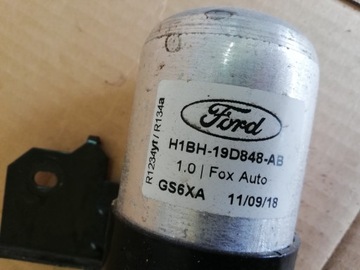 Ford
H1BH-19D848-AB
1.0 | Fox Auto
GS6XA 11/09/18
R1234yf / R134a